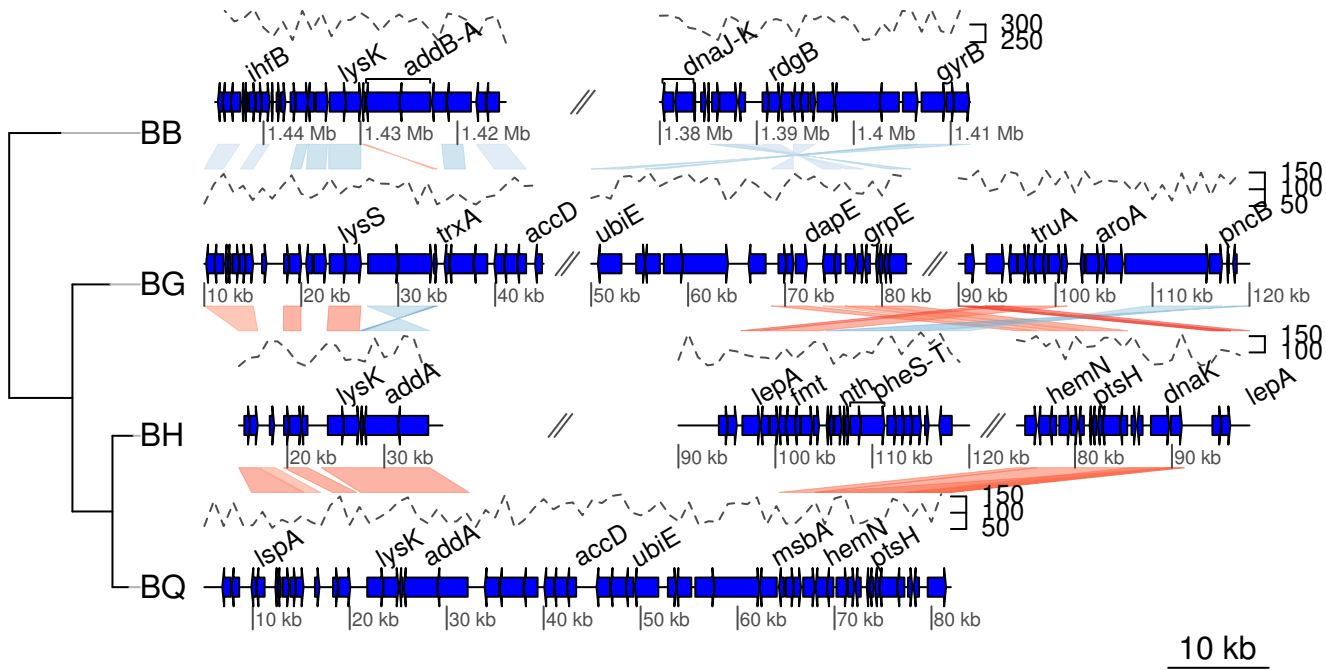 300
250
ihfB lysK addB-A dnaJ-K rdgB gyrB
1.44 Mb 1.43 Mb 1.42 Mb // 1.38 Mb 1.39 Mb 1.4 Mb 1.41 Mb
BB
150
100
50
lysS trxA accD ubiE dapE grpE truA aroA pncB
BG
10 kb 20 kb 30 kb 40 kb // 50 kb 60 kb 70 kb 80 kb // 90 kb 100 kb 110 kb 120 kb
150
100
lysK addA lepA fmt nth pheS-T hemN ptsH dnaK lepA
BH
20 kb 30 kb // 90 kb 100 kb 110 kb 120 kb // 80 kb 90 kb
150
100
50
lspA lysK addA accD ubiE msbA hemN ptsH
BQ
10 kb 20 kb 30 kb 40 kb 50 kb 60 kb 70 kb 80 kb
10 kb